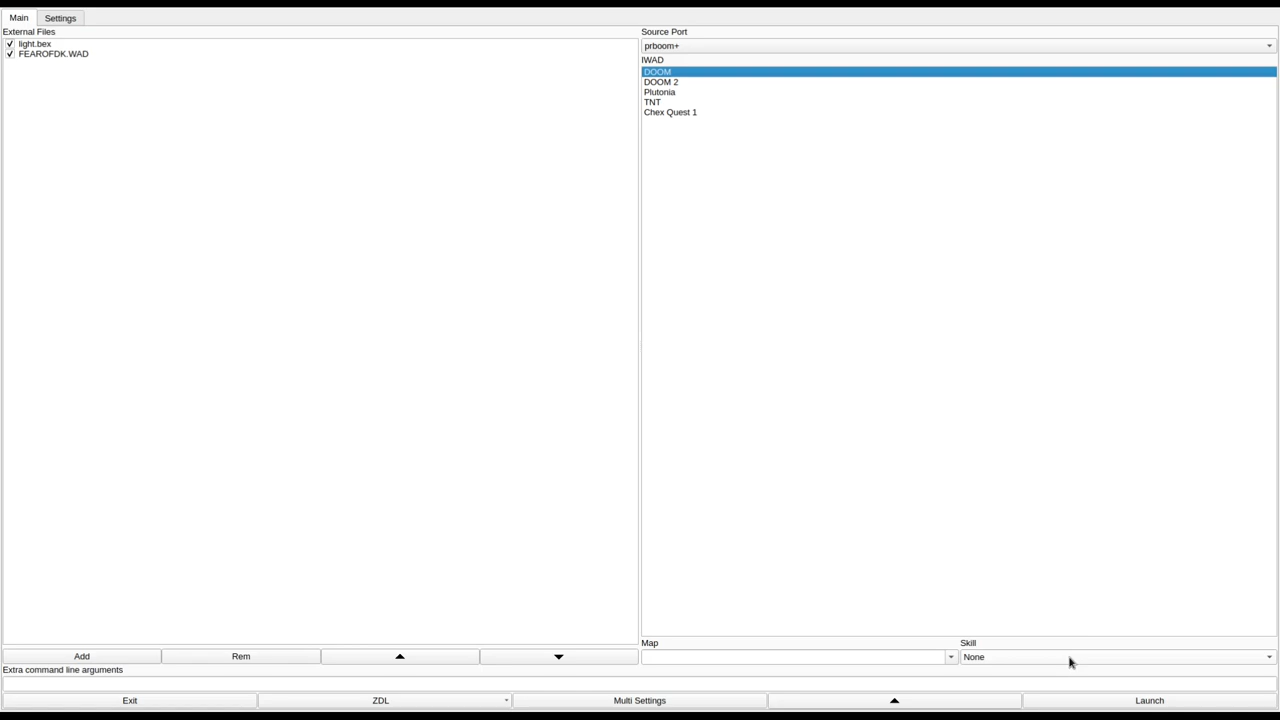 Main Settings
External Files
light.bex
FEAROFDK.WAD
Source Port
prboom+
IWAD
DOOM
DOOM 2
Plutonia
TNT
Chex Quest 1
Add Rem
Map Skill
None
Extra command line arguments
Exit ZDL Multi Settings Launch